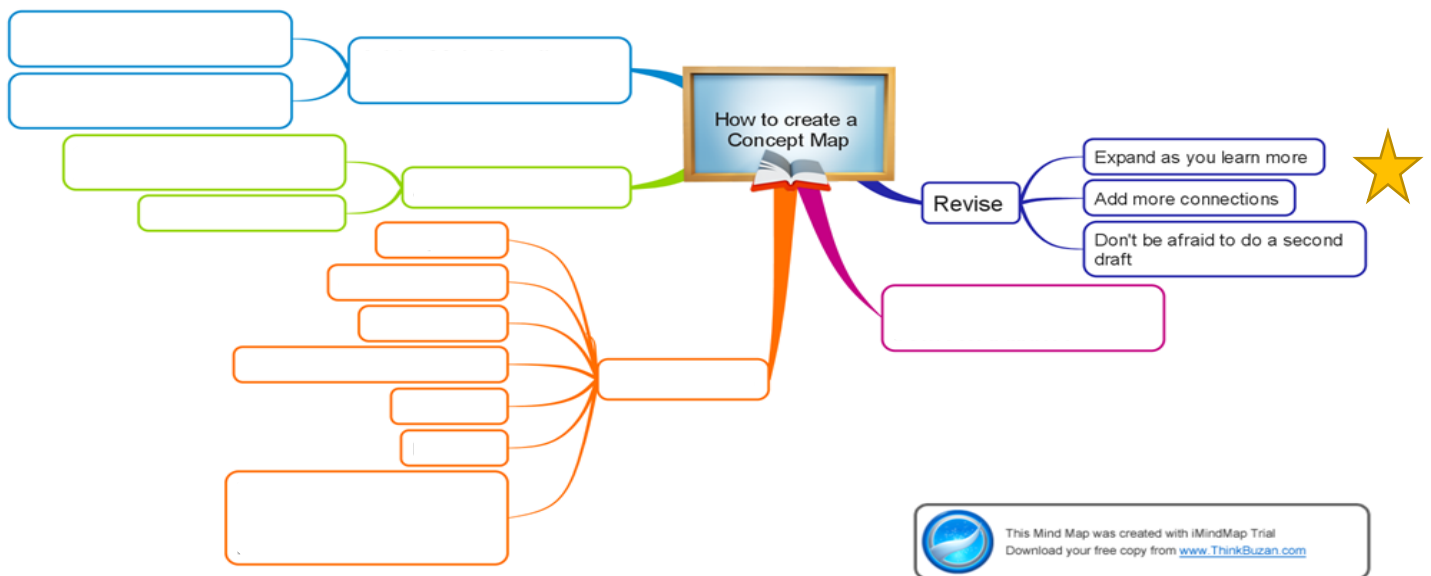 How to create a
Concept Map
Revise
Expand as you learn more
Add more connections
Don't be afraid to do a second
draft
This Mind Map was created with iMindMap Trial
Download your free copy from www.ThinkBuzan.com